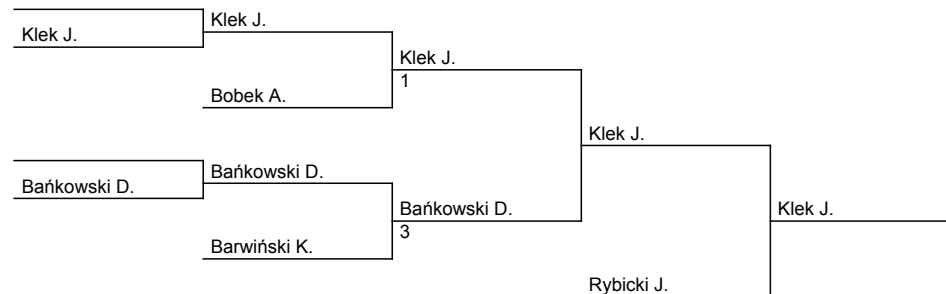 Klek J.
Klek J.
Klek J.
1
Bobek A.
Klek J.
Bańkowski D.
Bańkowski D.
Bańkowski D.
3
Klek J.
Barwiński K.
Rybicki J.